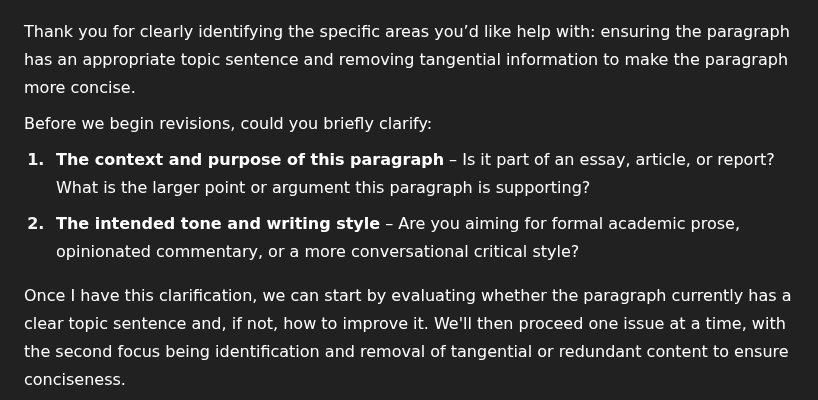 Thank you for clearly identifying the specific areas you’d like help with: ensuring the paragraph
has an appropriate topic sentence and removing tangential information to make the paragraph
more concise.
Before we begin revisions, could you briefly clarify:
1. The context and purpose of this paragraph – Is it part of an essay, article, or report?
What is the larger point or argument this paragraph is supporting?
2. The intended tone and writing style – Are you aiming for formal academic prose,
opinionated commentary, or a more conversational critical style?
Once I have this clarification, we can start by evaluating whether the paragraph currently has a
clear topic sentence and, if not, how to improve it. We'll then proceed one issue at a time, with
the second focus being identification and removal of tangential or redundant content to ensure
conciseness.